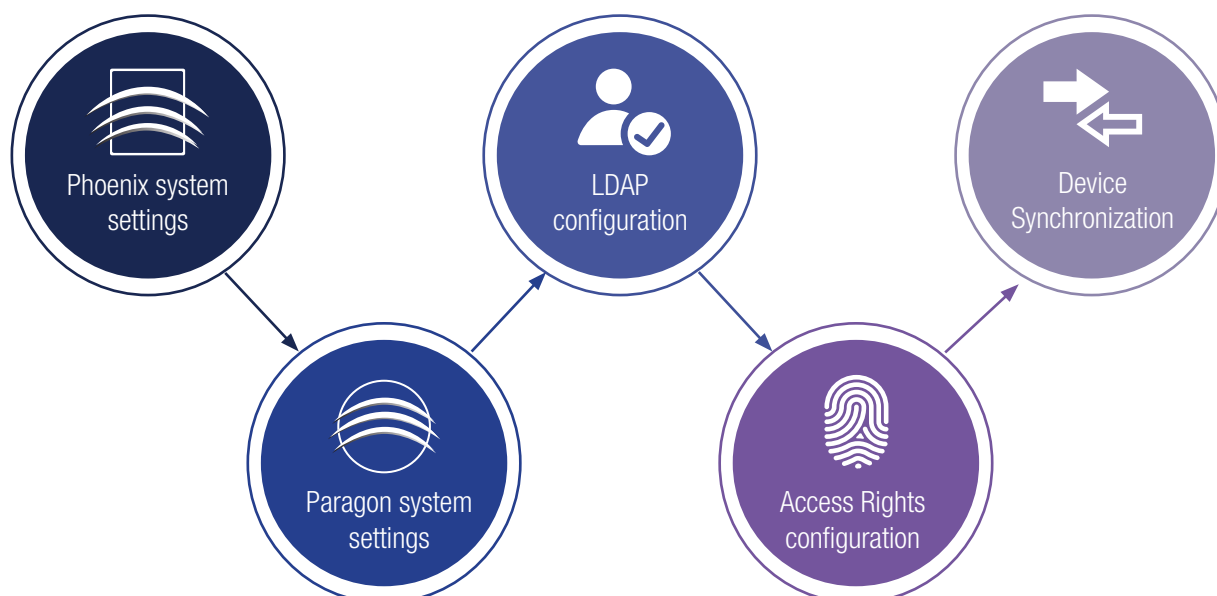 Phoenix system
settings
Paragon system
settings
LDAP
configuration
Access Rights
configuration
Device
Synchronization